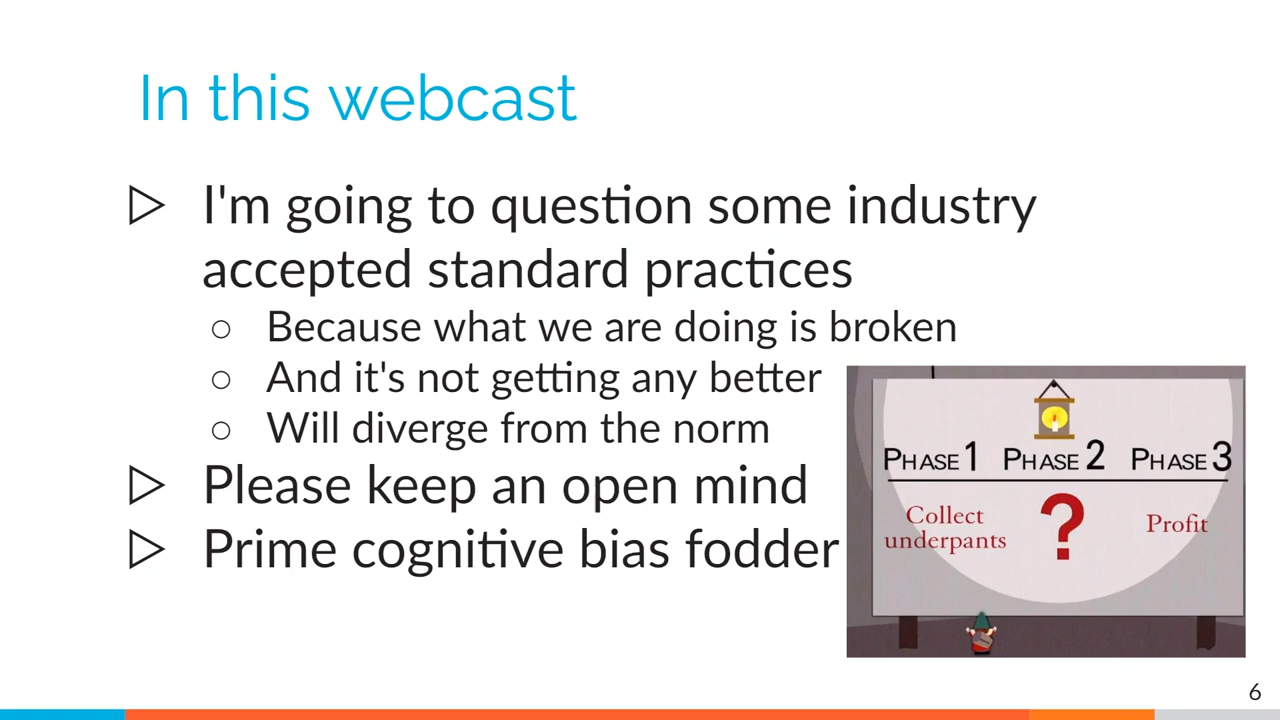 In this webcast
I'm going to question some industry
accepted standard practices
Because what we are doing is broken
And it's not getting any better
Will diverge from the norm
Please keep an open mind
Prime cognitive bias fodder
PHASE 1 PHASE 2 PHASE 3
Collect
underpants
?
Profit
6